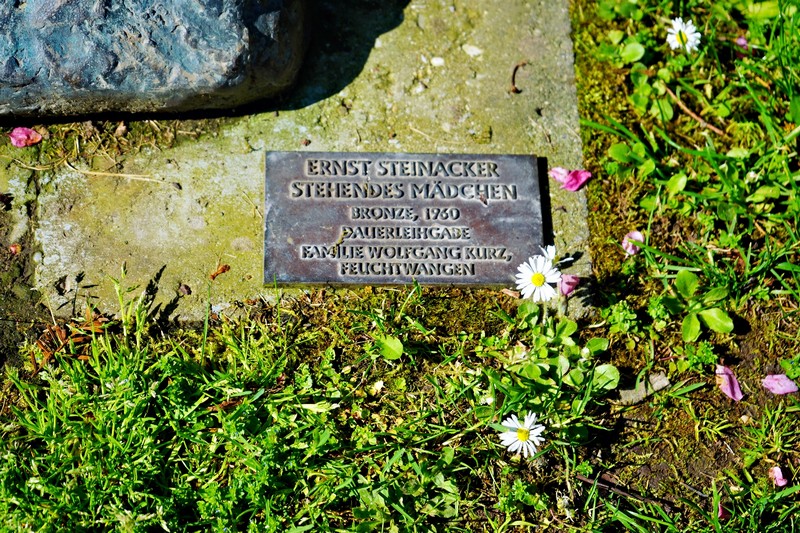 ERNST STEINACKER
STEHENDES MÄDCHEN
BRONZE, 1960
DAUERLEIHGABE
FAMILIE WOLFGANG KURZ,
FEUCHTWANGEN